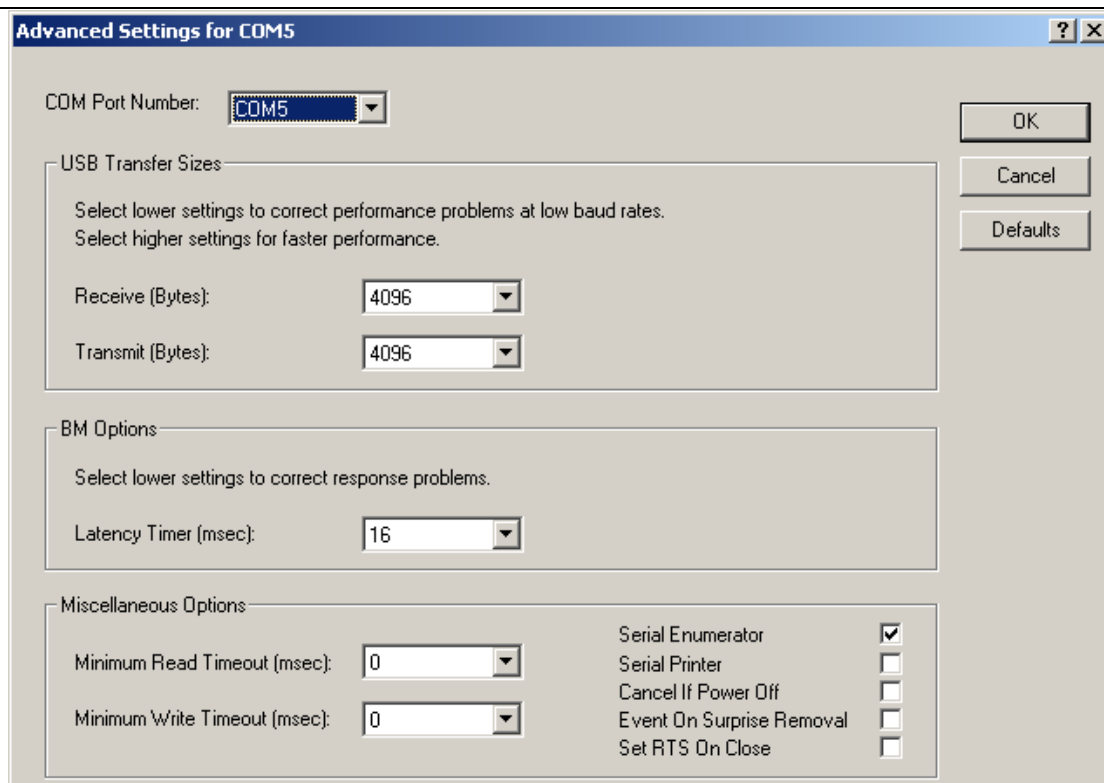 Advanced Settings for COM5
COM Port Number: COM5
OK
Cancel
Defaults
USB Transfer Sizes
Select lower settings to correct performance problems at low baud rates.
Select higher settings for faster performance.
Receive (Bytes): 4096
Transmit (Bytes): 4096
BM Options
Select lower settings to correct response problems.
Latency Timer (msec): 16
Miscellaneous Options
Minimum Read Timeout (msec): 0
Minimum Write Timeout (msec): 0
Serial Enumerator
Serial Printer
Cancel If Power Off
Event On Surprise Removal
Set RTS On Close